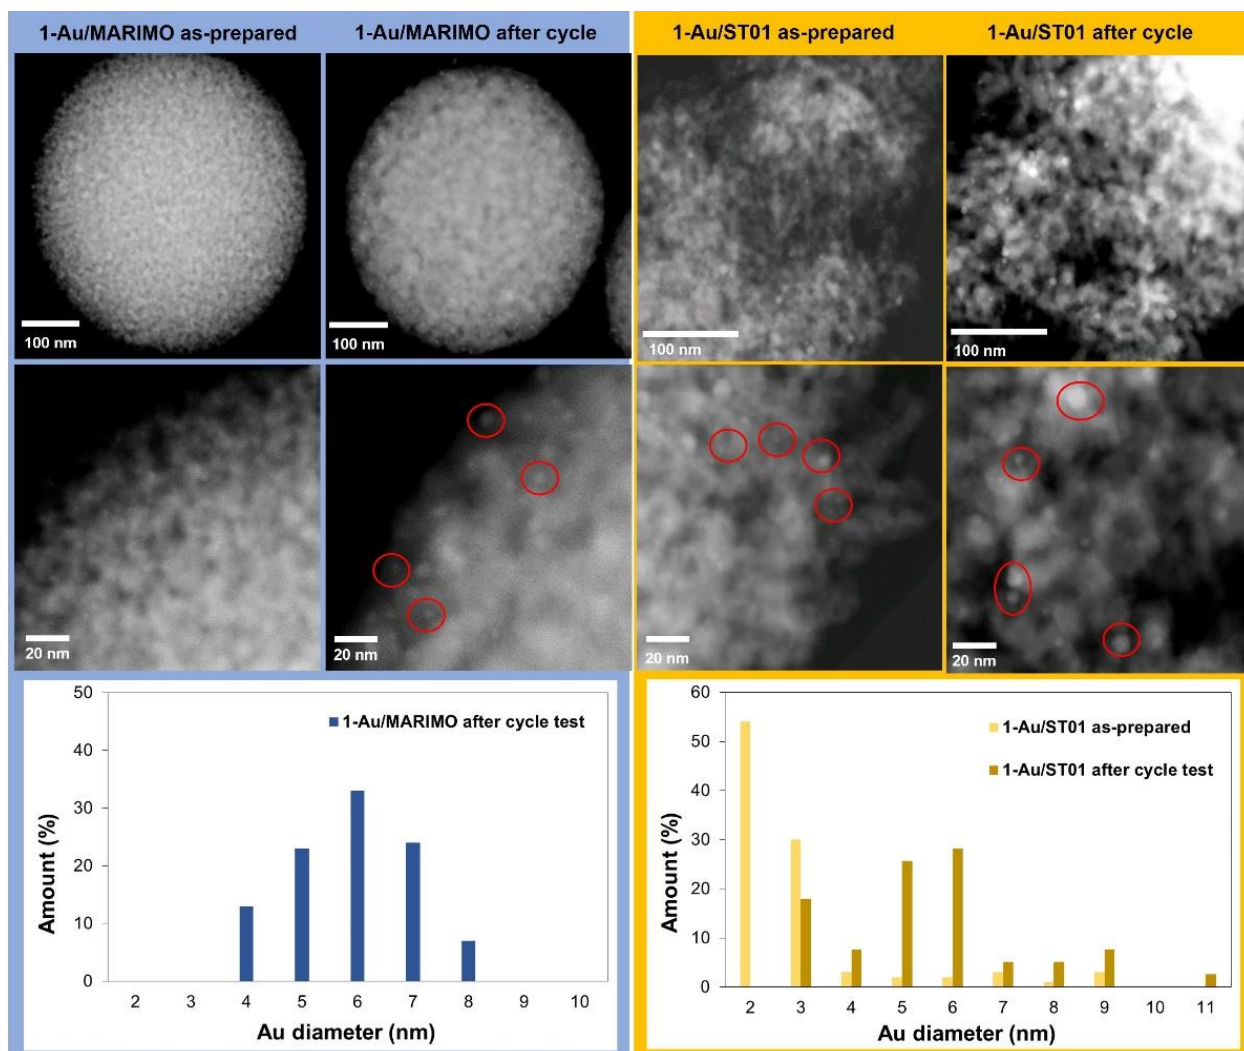 1-Au/MARIMO as-prepared
1-Au/MARIMO after cycle
1-Au/ST01 as-prepared
1-Au/ST01 after cycle
100 nm
100 nm
100 nm
100 nm
20 nm
20 nm
20 nm
20 nm
50
40
30
20
10
0
Amount (%)
1-Au/MARIMO after cycle test
2 3 4 5 6 7 8 9 10
Au diameter (nm)
60
50
40
30
20
10
0
Amount (%)
1-Au/ST01 as-prepared
1-Au/ST01 after cycle test
2 3 4 5 6 7 8 9 10 11
Au diameter (nm)